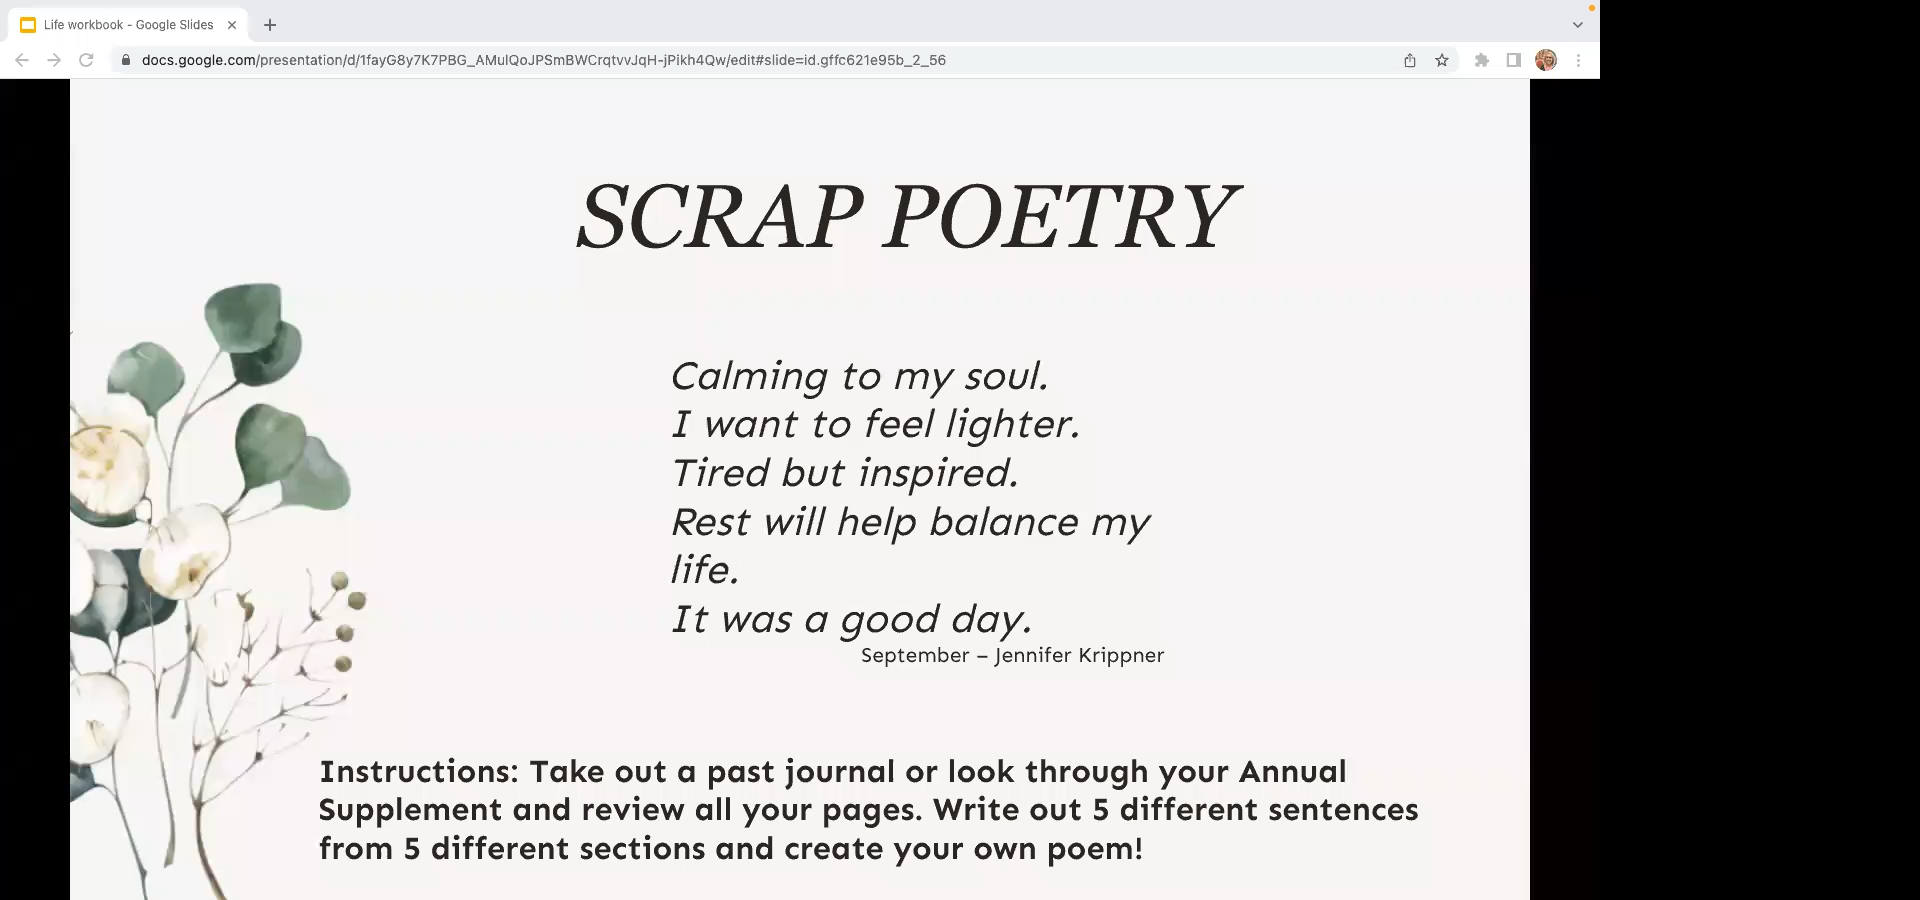 Life workbook - Google Slides
docs.google.com/presentation/d/1fayG8y7K7PBG_AMulQoJPSmBWCrqtvvJqH-jPikh4Qw/edit#slide=id.gffc621e95b_2_56
SCRAP POETRY
Calming to my soul.
I want to feel lighter.
Tired but inspired.
Rest will help balance my
life.
It was a good day.
September – Jennifer Krippner
Instructions: Take out a past journal or look through your Annual
Supplement and review all your pages. Write out 5 different sentences
from 5 different sections and create your own poem!